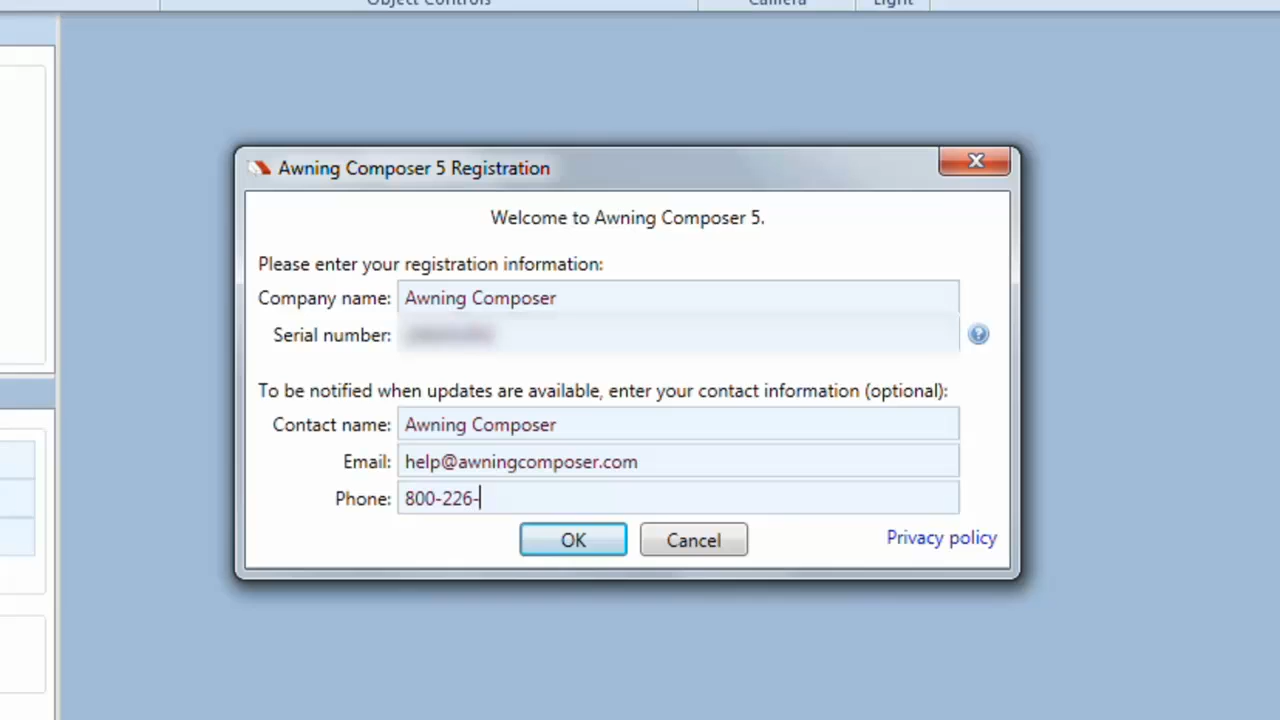 Object Controls
Camera
Light
Awning Composer 5 Registration
Welcome to Awning Composer 5.
Please enter your registration information:
Company name: Awning Composer
Serial number:
To be notified when updates are available, enter your contact information (optional):
Contact name: Awning Composer
Email: help@awningcomposer.com
Phone: 800-226-
OK
Cancel
Privacy policy